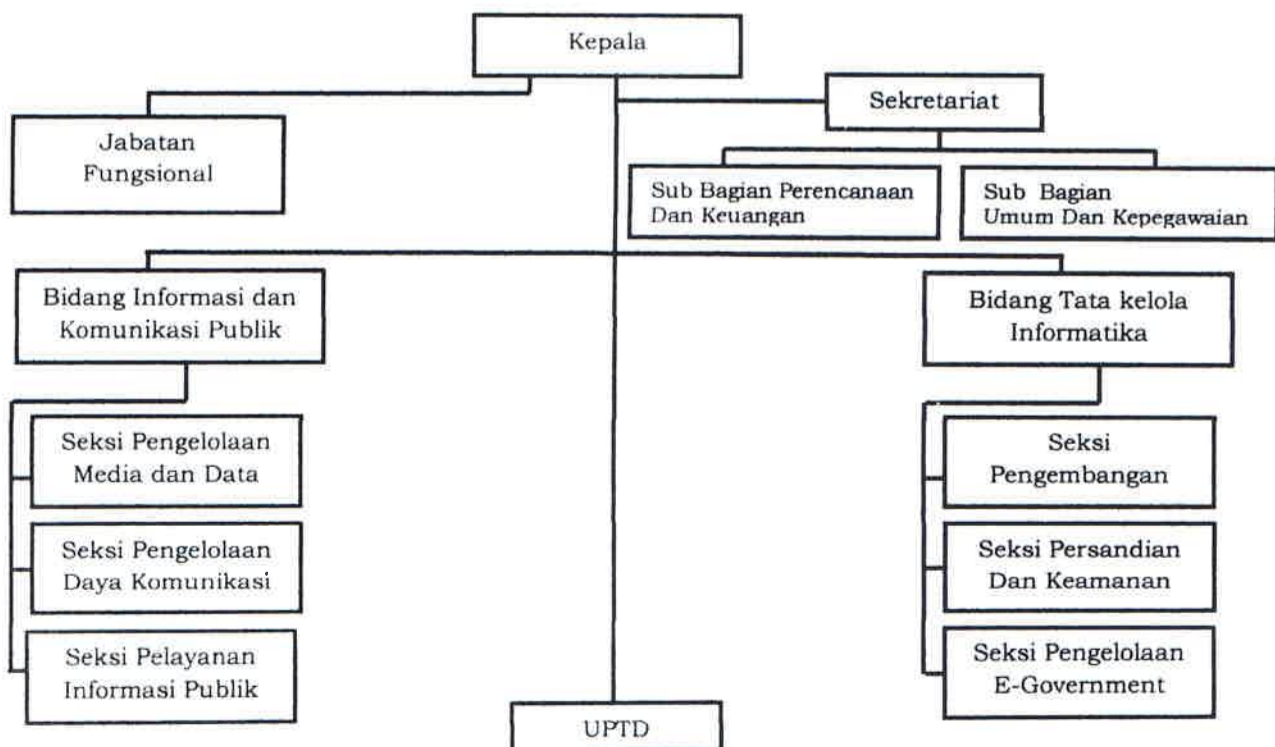 Kepala
Sekretariat
Jabatan
Fungsional
Sub Bagian Perencanaan
Dan Keuangan
Sub Bagian
Umum Dan Kepegawaian
Bidang Informasi dan
Komunikasi Publik
Bidang Tata kelola
Informatika
Seksi Pengelolaan
Media dan Data
Seksi Pengelolaan
Daya Komunikasi
Seksi Pelayanan
Informasi Publik
Seksi
Pengembangan
Seksi Persandian
Dan Keamanan
Seksi Pengelolaan
E-Government
UPTD